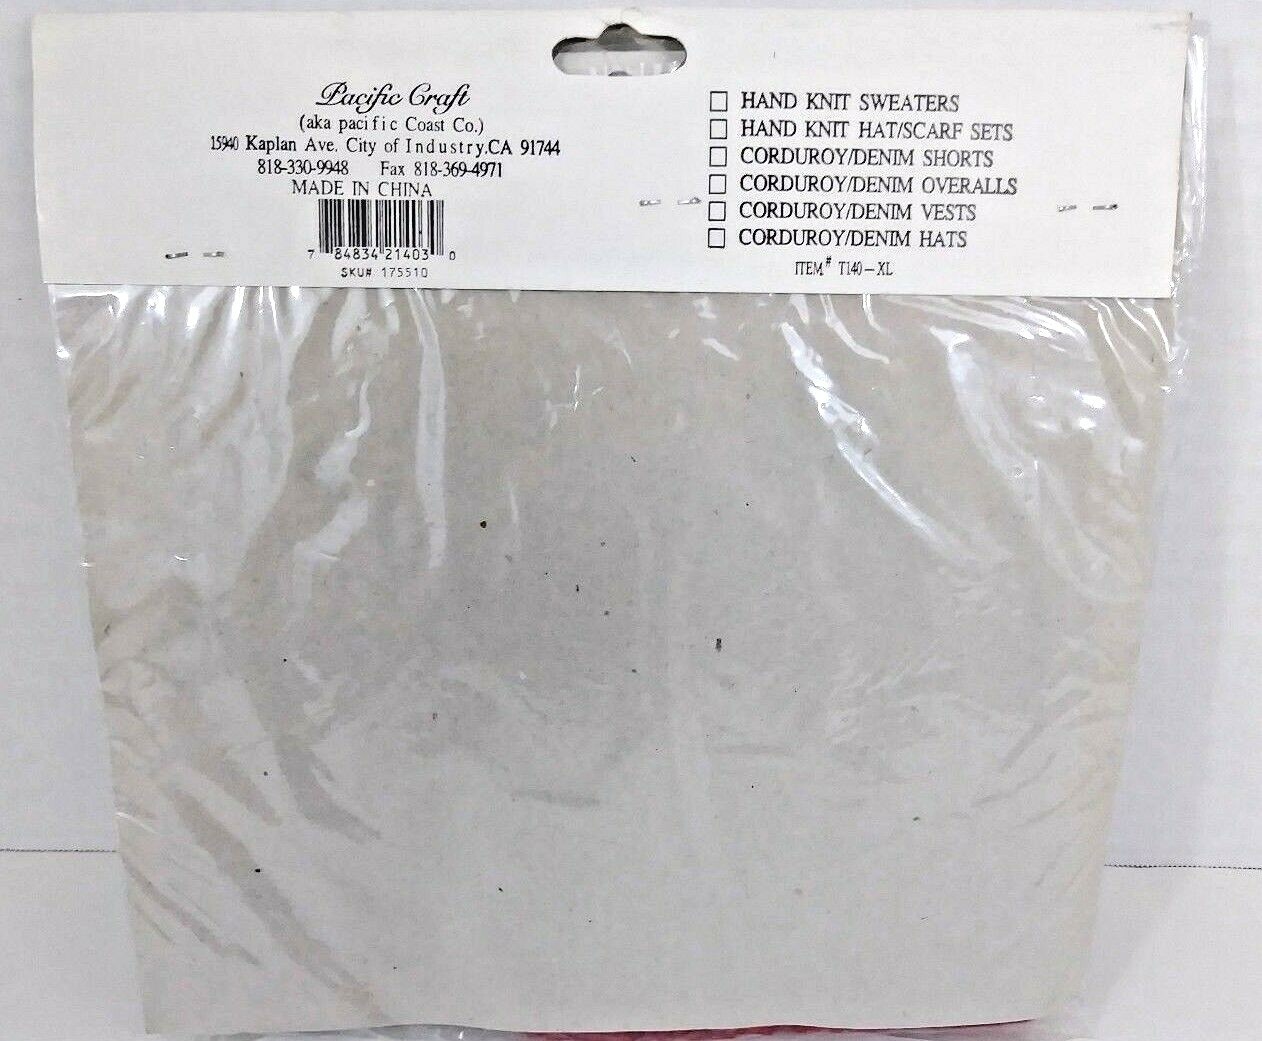 Pacific Craft
(aka pacific Coast Co.)
15940 Kaplan Ave. City of Industry,CA 91744
818-330-9948 Fax 818-369-4971
MADE IN CHINA
7 84834 21403 0
SKU# 175510
HAND KNIT SWEATERS
HAND KNIT HAT/SCARF SETS
CORDUROY/DENIM SHORTS
CORDUROY/DENIM OVERALLS
CORDUROY/DENIM VESTS
CORDUROY/DENIM HATS
ITEM# T140-XL